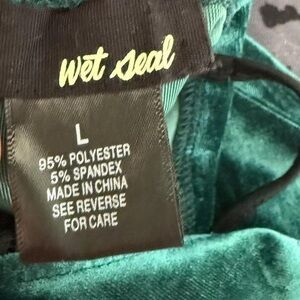 wet seal
L
95% POLYESTER
5% SPANDEX
MADE IN CHINA
SEE REVERSE
FOR CARE